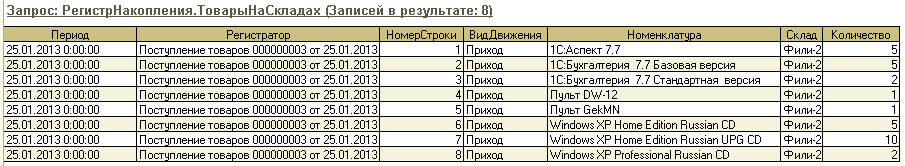 Запрос: РегистрНакопления.ТоварыНаСкладах (Записей в результате: 8)
Период Регистратор НомерСтроки ВидДвижения Номенклатура Склад Количество
25.01.2013 0:00:00 Поступление товаров 000000003 от 25.01.2013 1 Приход 1С:Аспект 7.7 Фили-2 5
25.01.2013 0:00:00 Поступление товаров 000000003 от 25.01.2013 2 Приход 1С:Бухгалтерия 7.7 Базовая версия Фили-2 5
25.01.2013 0:00:00 Поступление товаров 000000003 от 25.01.2013 3 Приход 1С:Бухгалтерия 7.7 Стандартная версия Фили-2 2
25.01.2013 0:00:00 Поступление товаров 000000003 от 25.01.2013 4 Приход Пульт DW-12 Фили-2 1
25.01.2013 0:00:00 Поступление товаров 000000003 от 25.01.2013 5 Приход Пульт GekMN Фили-2 1
25.01.2013 0:00:00 Поступление товаров 000000003 от 25.01.2013 6 Приход Windows XP Home Edition Russian CD Фили-2 5
25.01.2013 0:00:00 Поступление товаров 000000003 от 25.01.2013 7 Приход Windows XP Home Edition Russian UPG CD Фили-2 10
25.01.2013 0:00:00 Поступление товаров 000000003 от 25.01.2013 8 Приход Windows XP Professional Russian CD Фили-2 2